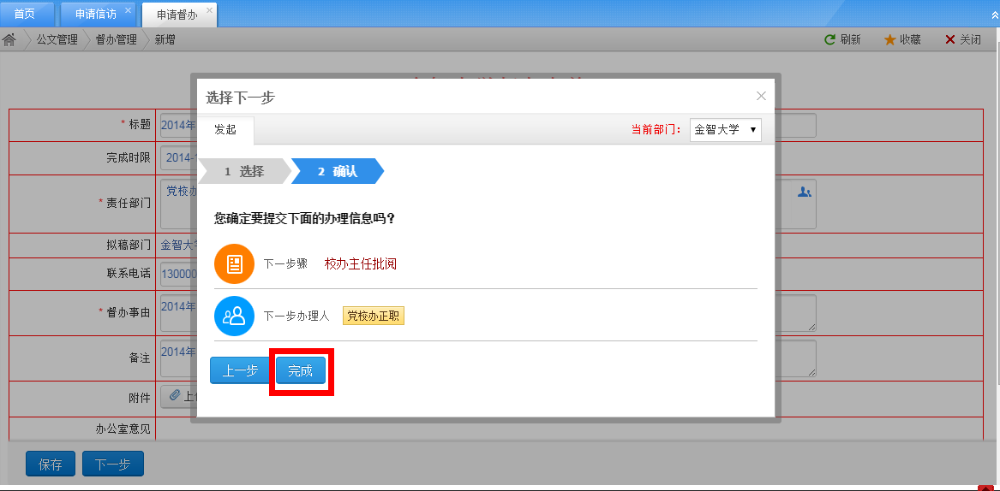 首页 申请信访 申请督办
公文管理 督办管理 新增 刷新 收藏 关闭
选择下一步
发起 当前部门： 金智大学
1 选择 2 确认
您确定要提交下面的办理信息吗？
下一步骤 校办主任批阅
下一步办理人 党校办正职
上一步 完成
* 标题 2014年
完成时限 2014-
* 责任部门 党校办
拟稿部门 金智大
联系电话 130000
* 督办事由 2014年
备注 2014年
附件 上
办公室意见
保存 下一步